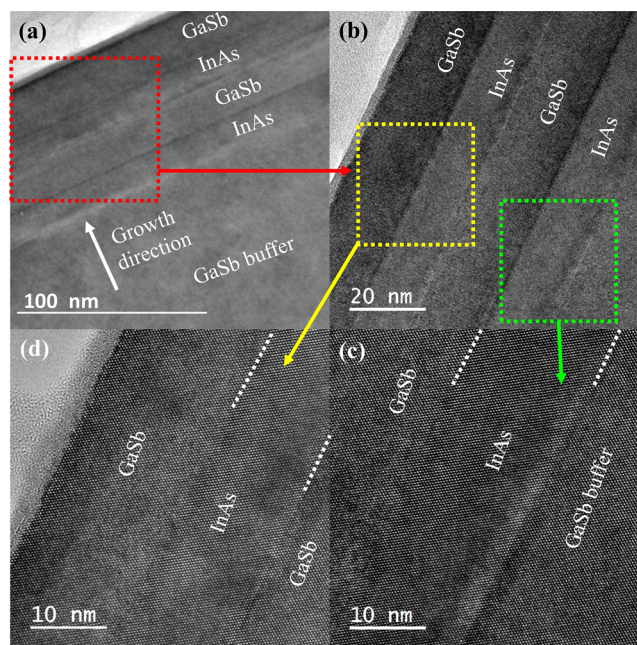 (a)
GaSb
InAs
GaSb
InAs
Growth
direction
GaSb buffer
100 nm
(b)
GaSb
InAs
GaSb
InAs
20 nm
(d)
GaSb
InAs
GaSb
10 nm
(c)
GaSb
InAs
GaSb buffer
10 nm